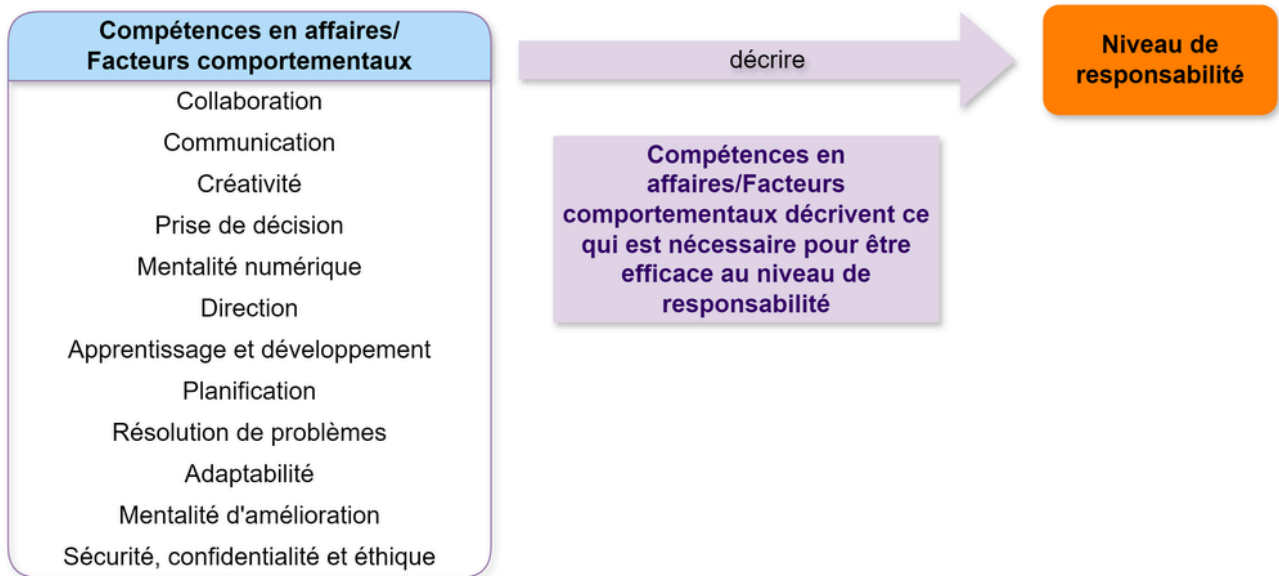 Compétences en affaires/
Facteurs comportementaux
Collaboration
Communication
Créativité
Prise de décision
Mentalité numérique
Direction
Apprentissage et développement
Planification
Résolution de problèmes
Adaptabilité
Mentalité d'amélioration
Sécurité, confidentialité et éthique
décrire
Compétences en
affaires/Facteurs
comportementaux décrivent ce
qui est nécessaire pour être
efficace au niveau de
responsabilité
Niveau de
responsabilité